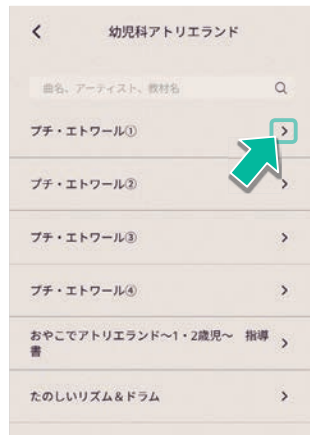 幼児科アトリエランド
曲名、アーティスト、教材名
プチ・エトワール①
プチ・エトワール②
プチ・エトワール③
プチ・エトワール④
おやこでアトリエランド〜1・2歳児〜　指導
書
たのしいリズム&ドラム